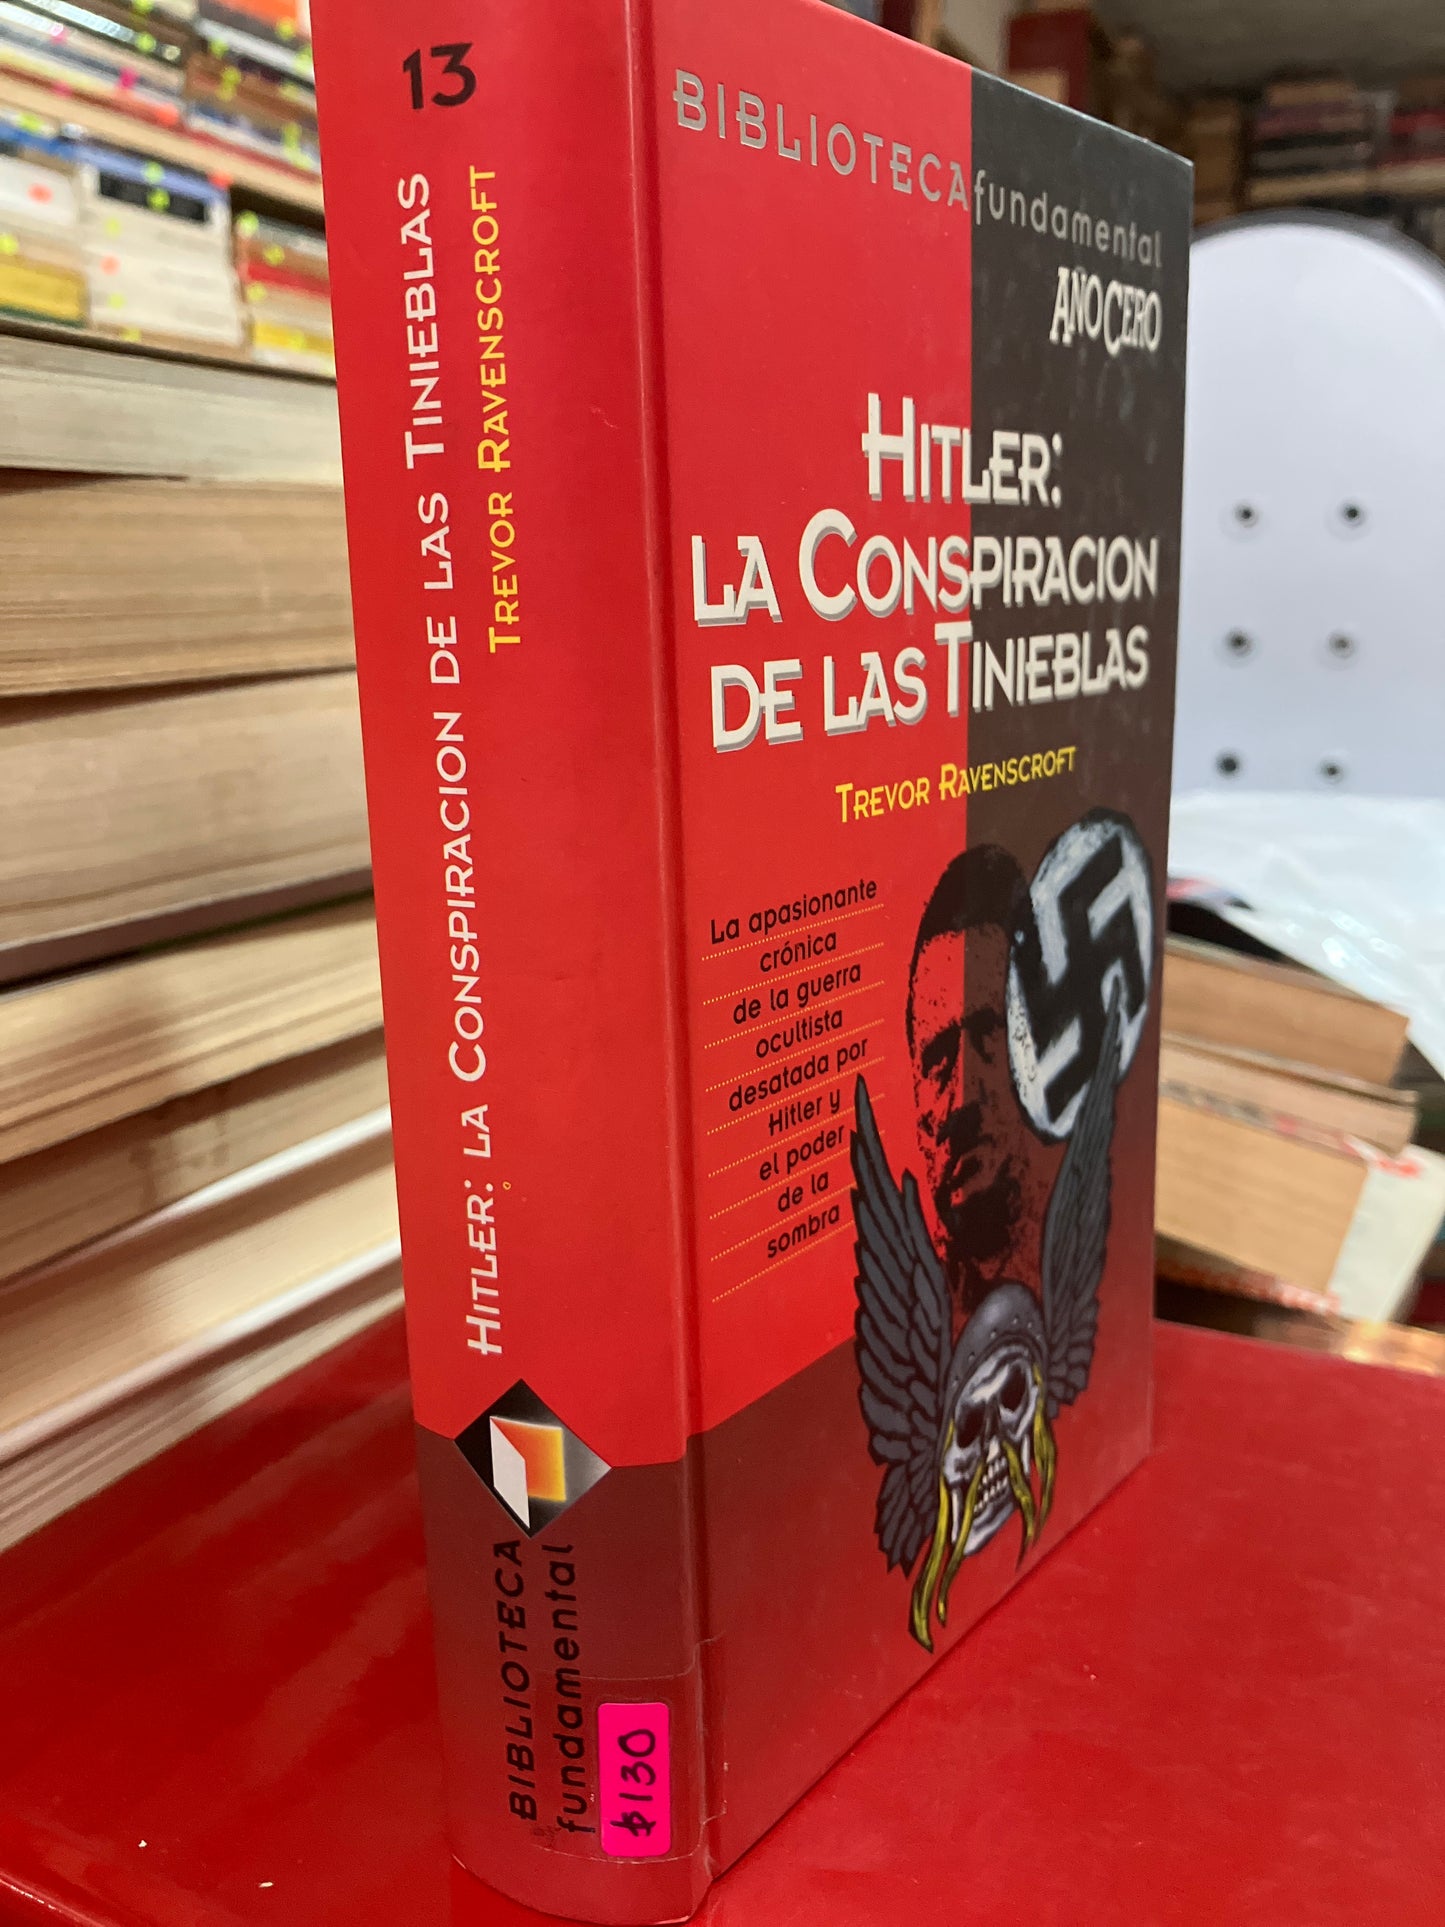 13
HITLER: LA CONSPIRACION DE LAS TINIEBLAS
TREVOR RAVENSCROFT
BIBLIOTECA
fundamental
$130
BIBLIOTECA fundamental
AÑO CERO
HITLER:
LA CONSPIRACION
DE LAS TINIEBLAS
TREVOR RAVENSCROFT
La apasionante
crónica
de la guerra
ocultista
desatada por
Hitler y
el poder
de la
sombra